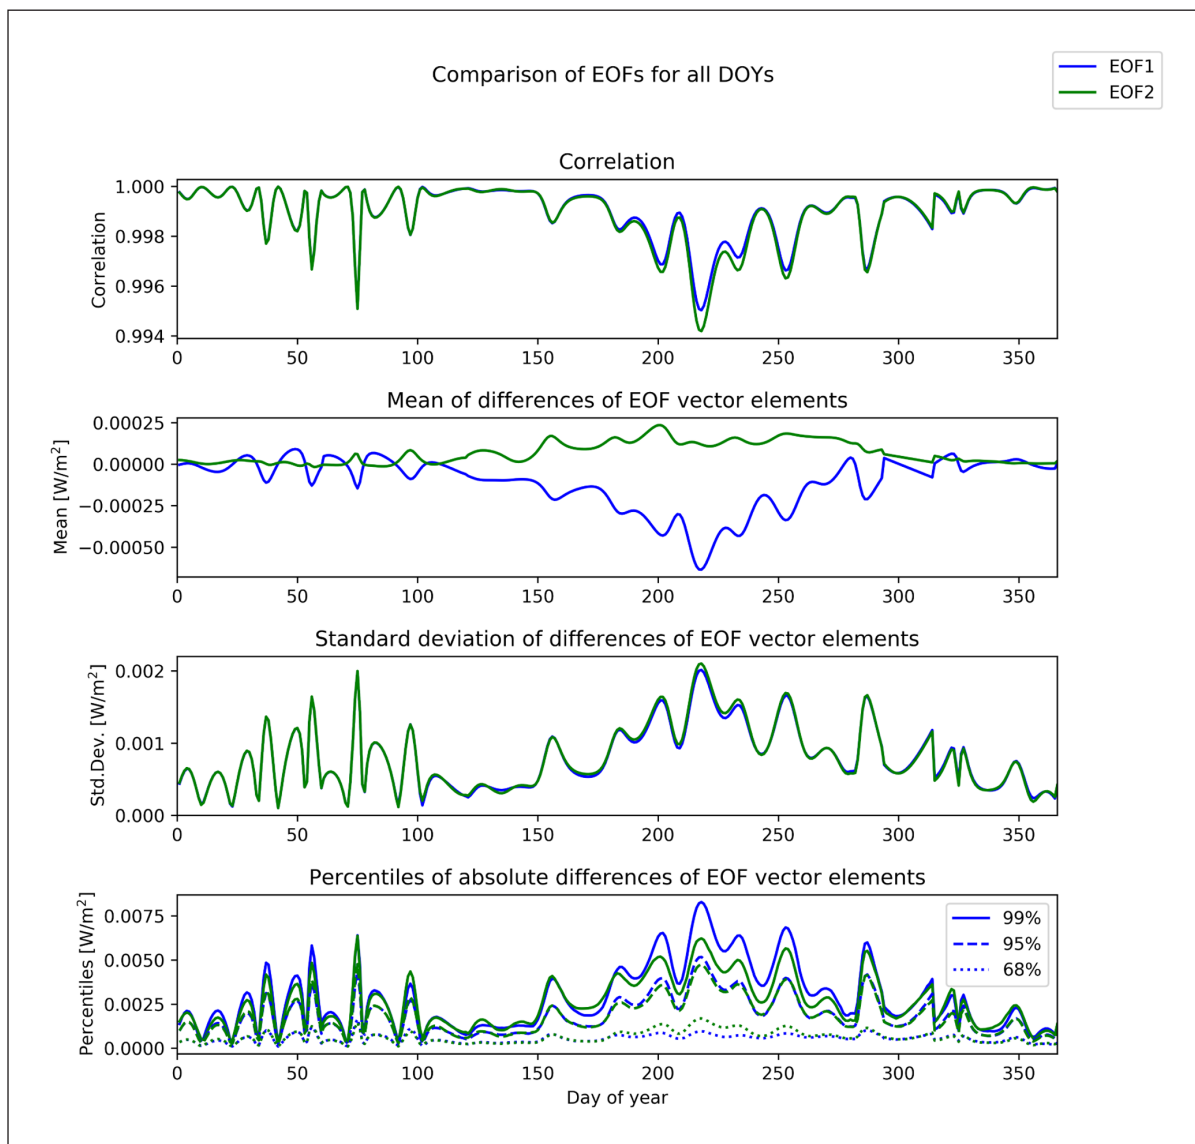 Comparison of EOFs for all DOYs
EOF1
EOF2
Correlation
Correlation
1.000
0.998
0.996
0.994
0 50 100 150 200 250 300 350
Mean of differences of EOF vector elements
Mean [W/m²]
0.00025
0.00000
−0.00025
−0.00050
0 50 100 150 200 250 300 350
Standard deviation of differences of EOF vector elements
Std.Dev. [W/m²]
0.002
0.001
0.000
0 50 100 150 200 250 300 350
Percentiles of absolute differences of EOF vector elements
Percentiles [W/m²]
0.0075
0.0050
0.0025
0.0000
99%
95%
68%
0 50 100 150 200 250 300 350
Day of year